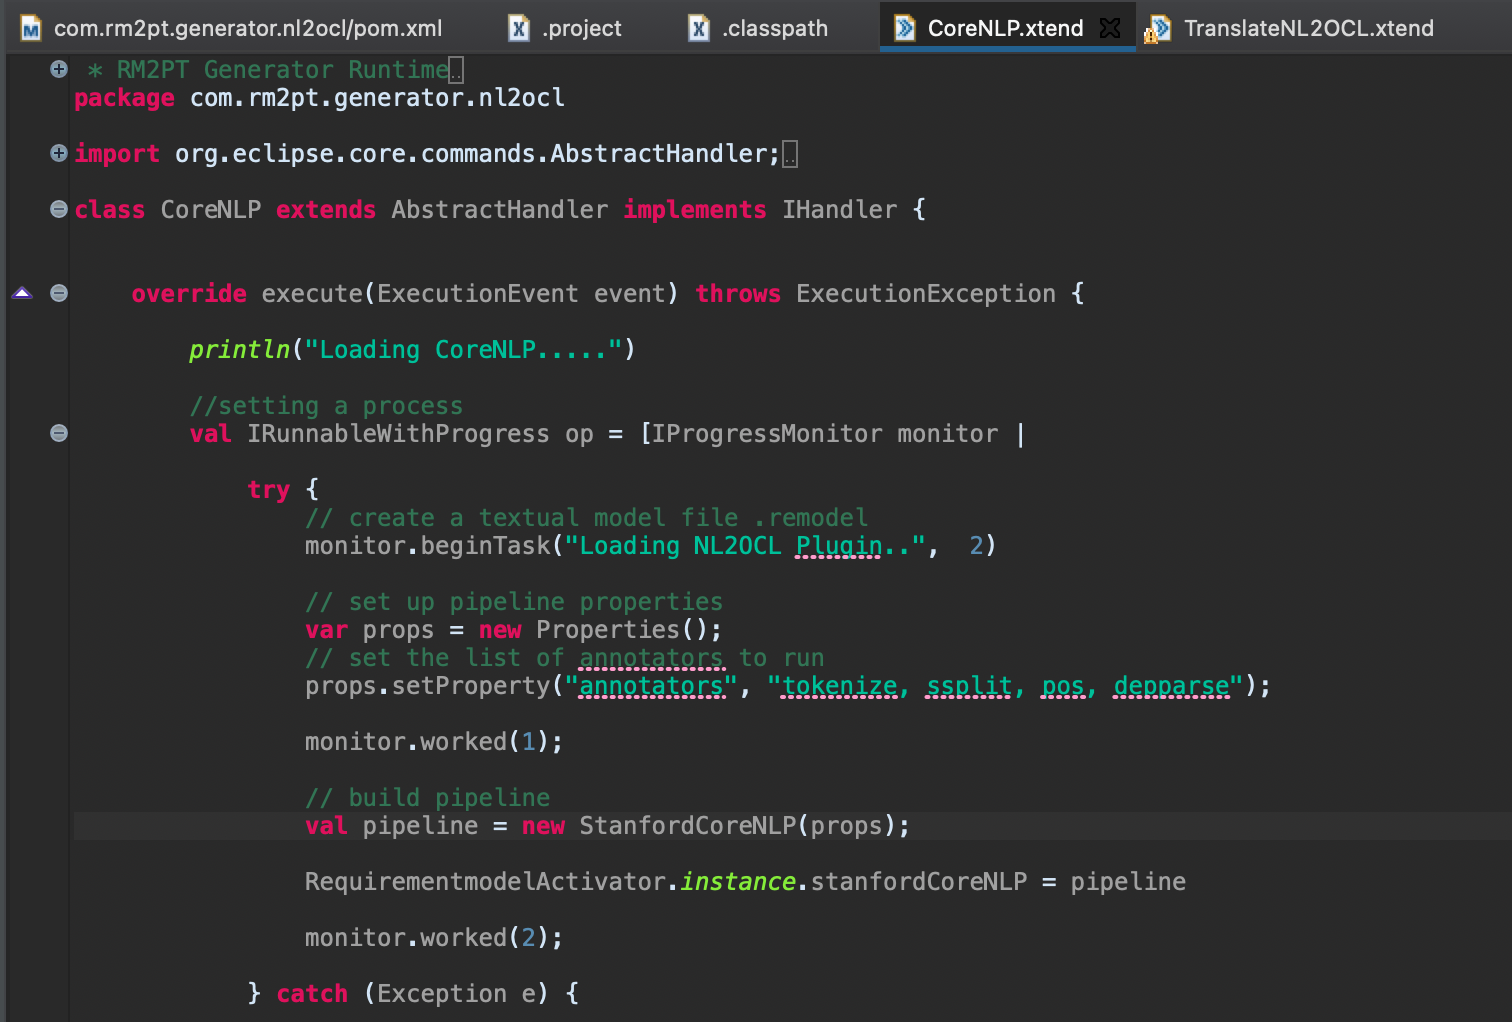 com.rm2pt.generator.nl2ocl/pom.xml .project .classpath CoreNLP.xtend TranslateNL2OCL.xtend
* RM2PT Generator Runtime..
package com.rm2pt.generator.nl2ocl
import org.eclipse.core.commands.AbstractHandler;..
class CoreNLP extends AbstractHandler implements IHandler {
override execute(ExecutionEvent event) throws ExecutionException {
println("Loading CoreNLP.....")
//setting a process
val IRunnableWithProgress op = [IProgressMonitor monitor |
try {
// create a textual model file .remodel
monitor.beginTask("Loading NL2OCL Plugin..",  2)
// set up pipeline properties
var props = new Properties();
// set the list of annotators to run
props.setProperty("annotators", "tokenize, ssplit, pos, depparse");
monitor.worked(1);
// build pipeline
val pipeline = new StanfordCoreNLP(props);
RequirementmodelActivator.instance.stanfordCoreNLP = pipeline
monitor.worked(2);
} catch (Exception e) {